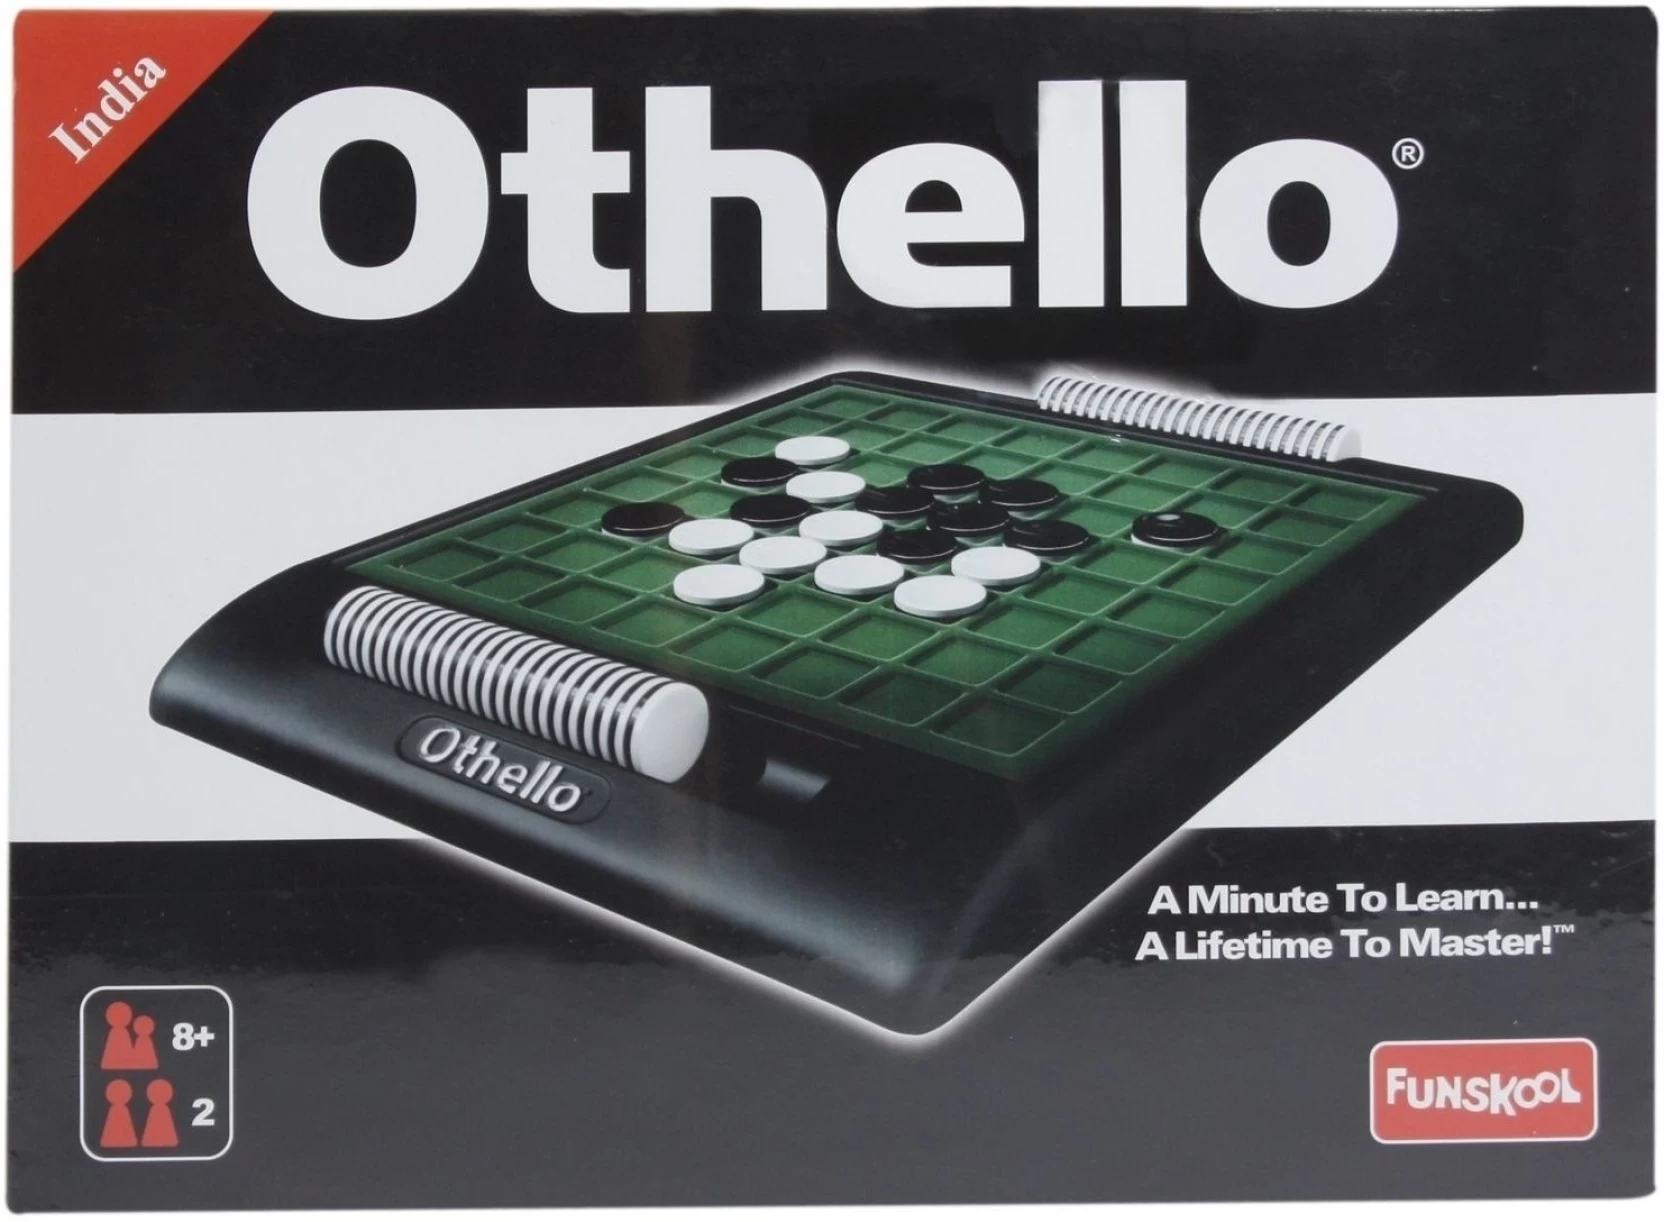 India
Othello®
Othello
A Minute To Learn...
A Lifetime To Master!™
8+
2
FUNSKOOL